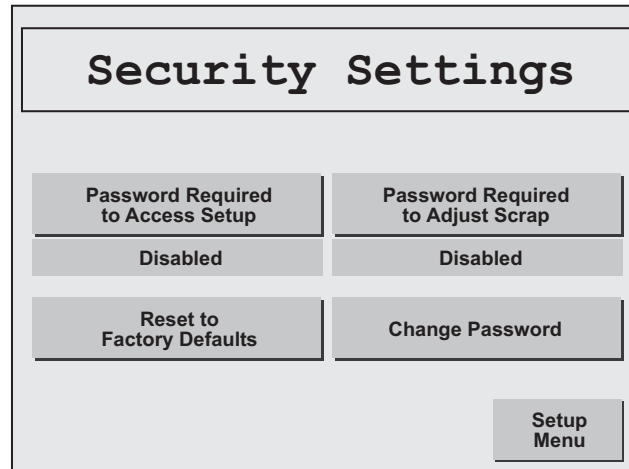 Security Settings
Password Required
to Access Setup
Password Required
to Adjust Scrap
Disabled
Disabled
Reset to
Factory Defaults
Change Password
Setup
Menu